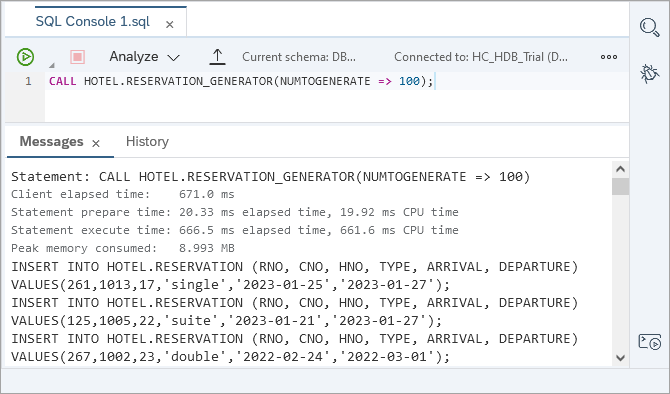 SQL Console 1.sql ×
Analyze Current schema: DB... Connected to: HC_HDB_Trial (D...
1 CALL HOTEL.RESERVATION_GENERATOR(NUMTOGENERATE => 100);
Messages × History
Statement: CALL HOTEL.RESERVATION_GENERATOR(NUMTOGENERATE => 100)
Client elapsed time: 671.0 ms
Statement prepare time: 20.33 ms elapsed time, 19.92 ms CPU time
Statement execute time: 666.5 ms elapsed time, 661.6 ms CPU time
Peak memory consumed: 8.993 MB
INSERT INTO HOTEL.RESERVATION (RNO, CNO, HNO, TYPE, ARRIVAL, DEPARTURE)
VALUES(261,1013,17,'single','2023-01-25','2023-01-27');
INSERT INTO HOTEL.RESERVATION (RNO, CNO, HNO, TYPE, ARRIVAL, DEPARTURE)
VALUES(125,1005,22,'suite','2023-01-21','2023-01-27');
INSERT INTO HOTEL.RESERVATION (RNO, CNO, HNO, TYPE, ARRIVAL, DEPARTURE)
VALUES(267,1002,23,'double','2022-02-24','2022-03-01');